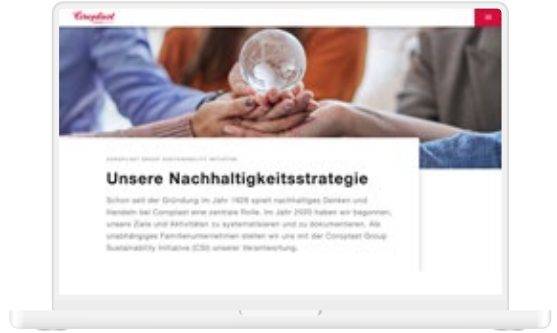 Coroplast
COROPLAST GROUP SUSTAINABILITY INITIATIVE
Unsere Nachhaltigkeitsstrategie
Schon seit der Gründung im Jahr 1928 spielt nachhaltiges Denken und
Handeln bei Coroplast eine zentrale Rolle. Im Jahr 2020 haben wir begonnen,
unsere Ziele und Aktivitäten zu systematisieren und zu dokumentieren. Als
unabhängiges Familienunternehmen stellen wir uns mit der Coroplast Group
Sustainability Initiative (CSI) unserer Verantwortung.